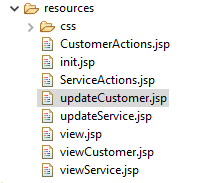 resources
css
CustomerActions.jsp
init.jsp
ServiceActions.jsp
updateCustomer.jsp
updateService.jsp
view.jsp
viewCustomer.jsp
viewService.jsp